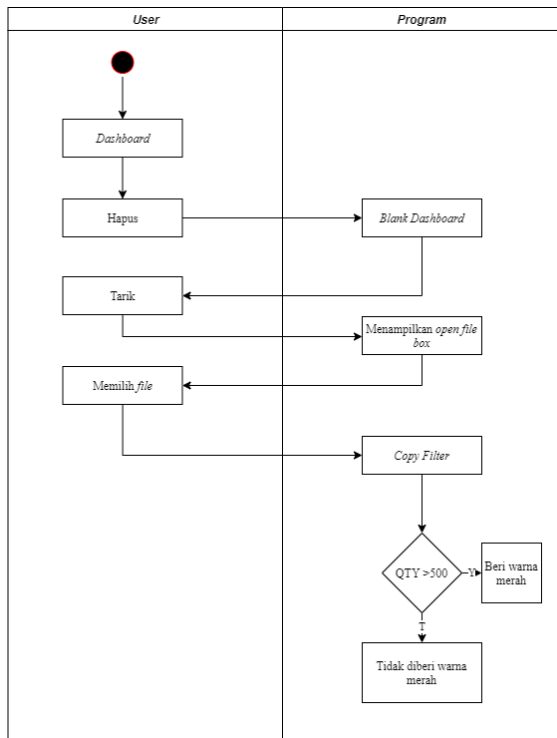 User
Program
Dashboard
Hapus
Blank Dashboard
Tarik
Menampilkan open file
box
Memilih file
Copy Filter
QTY >500
Y
Beri warna
merah
T
Tidak diberi warna
merah